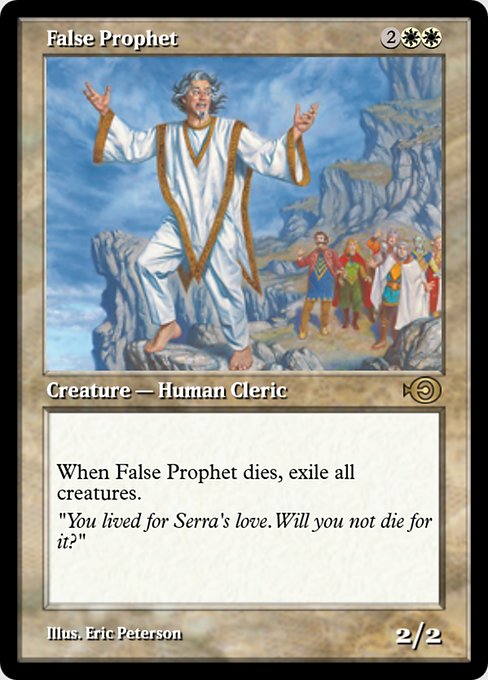 False Prophet 2
Creature — Human Cleric
When False Prophet dies, exile all
creatures.
"You lived for Serra's love. Will you not die for
it?"
Illus. Eric Peterson
2/2